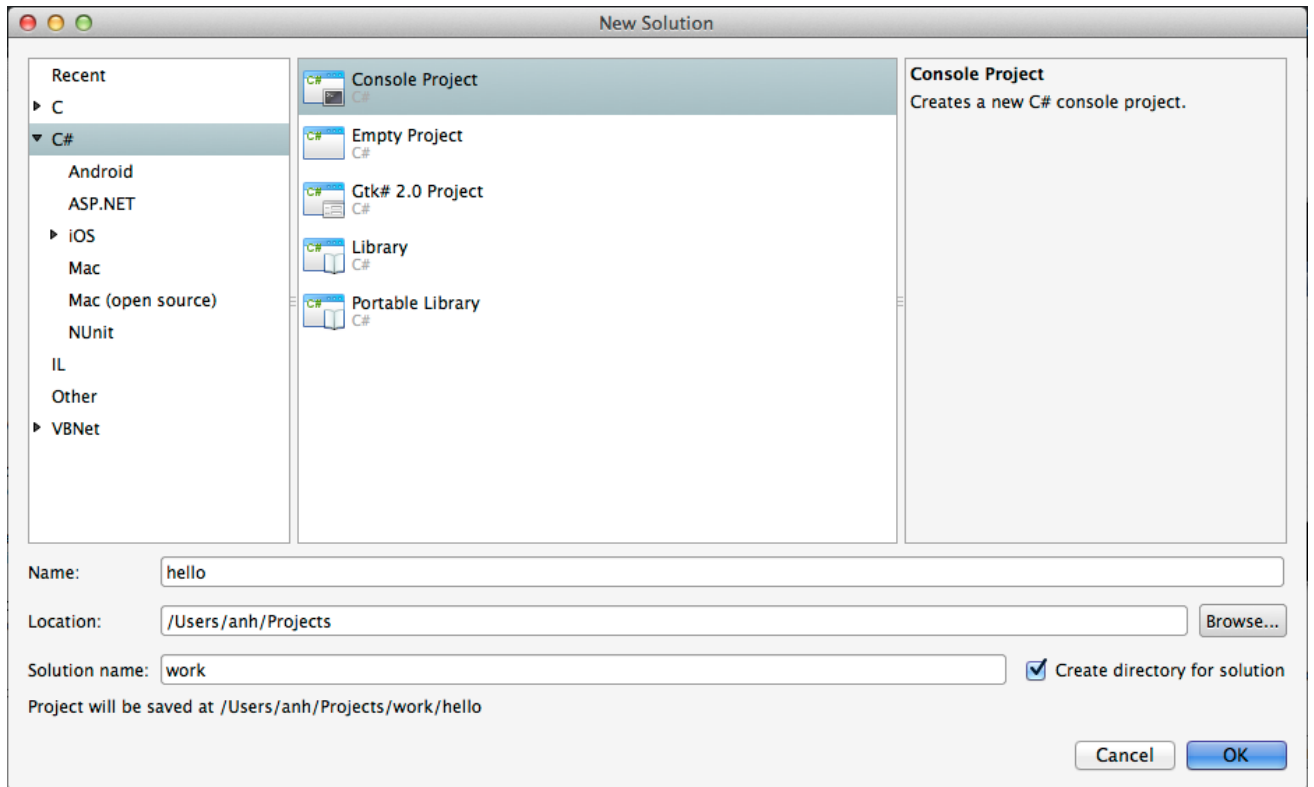 New Solution
Recent
C
C#
Android
ASP.NET
iOS
Mac
Mac (open source)
NUnit
IL
Other
VBNet
Console Project
C#
Empty Project
C#
Gtk# 2.0 Project
C#
Library
C#
Portable Library
C#
Console Project
Creates a new C# console project.
Name: hello
Location: /Users/anh/Projects Browse...
Solution name: work Create directory for solution
Project will be saved at /Users/anh/Projects/work/hello
Cancel OK